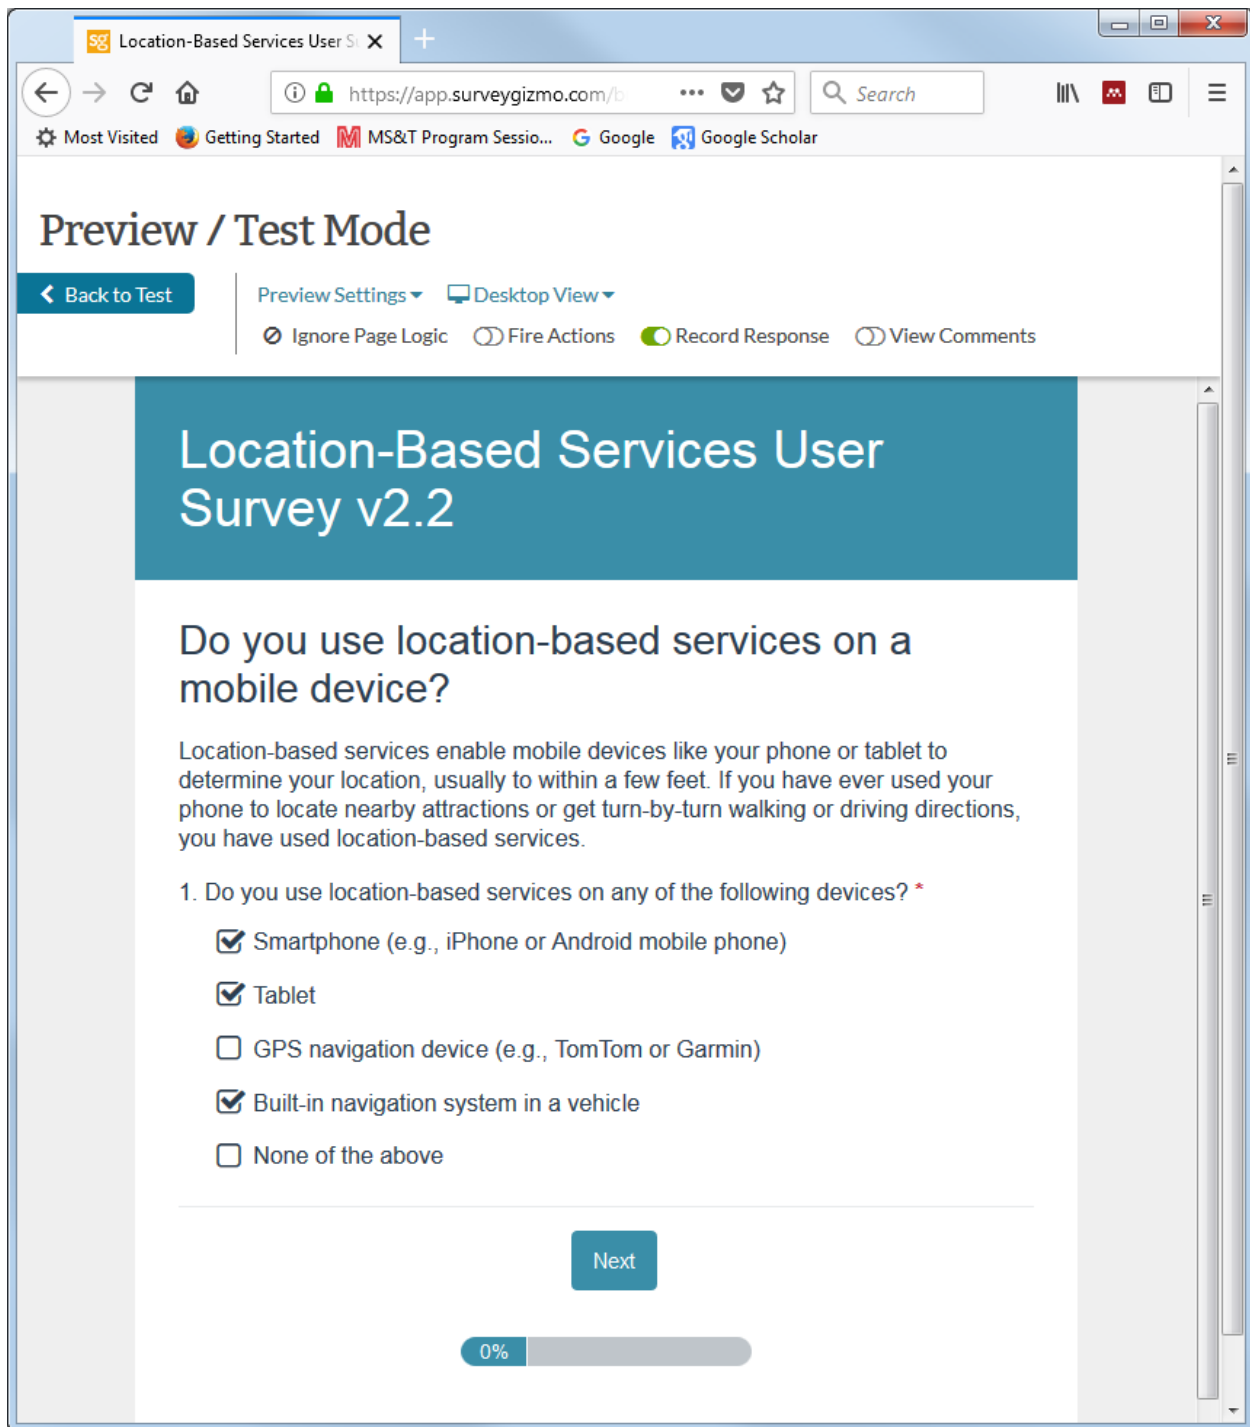 sg Location-Based Services User S
https://app.surveygizmo.com/b
Search
Most Visited Getting Started MS&T Program Sessio... Google Google Scholar
Preview / Test Mode
Back to Test Preview Settings Desktop View
Ignore Page Logic Fire Actions Record Response View Comments
Location-Based Services User
Survey v2.2
Do you use location-based services on a
mobile device?
Location-based services enable mobile devices like your phone or tablet to
determine your location, usually to within a few feet. If you have ever used your
phone to locate nearby attractions or get turn-by-turn walking or driving directions,
you have used location-based services.
1. Do you use location-based services on any of the following devices? *
Smartphone (e.g., iPhone or Android mobile phone)
Tablet
GPS navigation device (e.g., TomTom or Garmin)
Built-in navigation system in a vehicle
None of the above
Next
0%